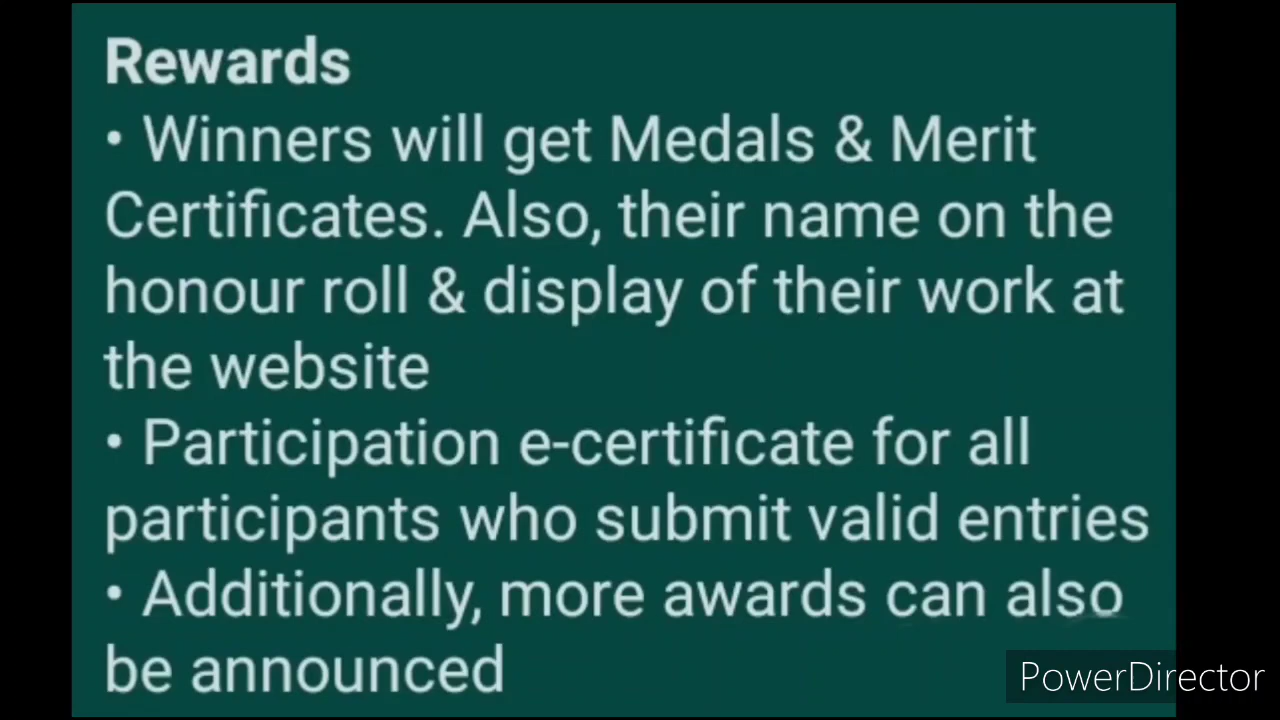 Rewards
• Winners will get Medals & Merit
Certificates. Also, their name on the
honour roll & display of their work at
the website
• Participation e-certificate for all
participants who submit valid entries
• Additionally, more awards can also
be announced
PowerDirector